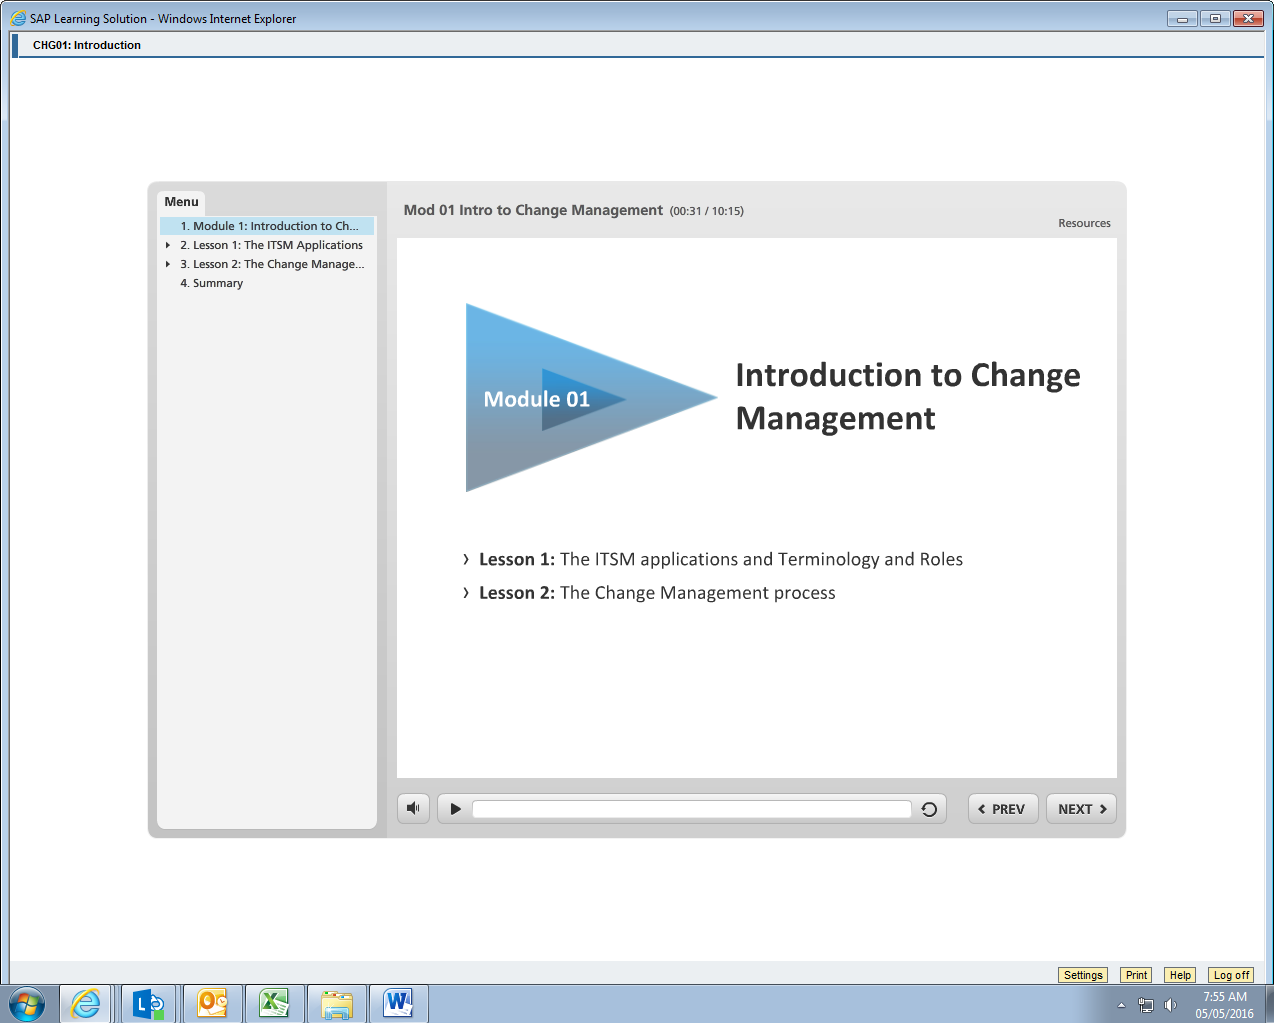 SAP Learning Solution - Windows Internet Explorer
CHG01: Introduction
Menu
1. Module 1: Introduction to Ch...
2. Lesson 1: The ITSM Applications
3. Lesson 2: The Change Manage...
4. Summary
Mod 01 Intro to Change Management (00:31 / 10:15)
Resources
Module 01
Introduction to Change
Management
› Lesson 1: The ITSM applications and Terminology and Roles
› Lesson 2: The Change Management process
PREV
NEXT
Settings
Print
Help
Log off
7:55 AM
05/05/2016